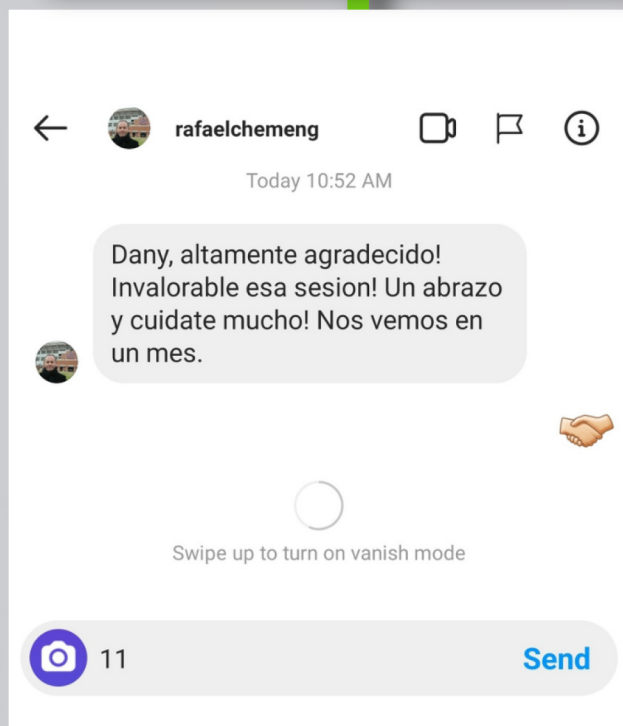 rafaelchemeng
Today 10:52 AM
Dany, altamente agradecido!
Invalorable esa sesion! Un abrazo
y cuidate mucho! Nos vemos en
un mes.
Swipe up to turn on vanish mode
11
Send